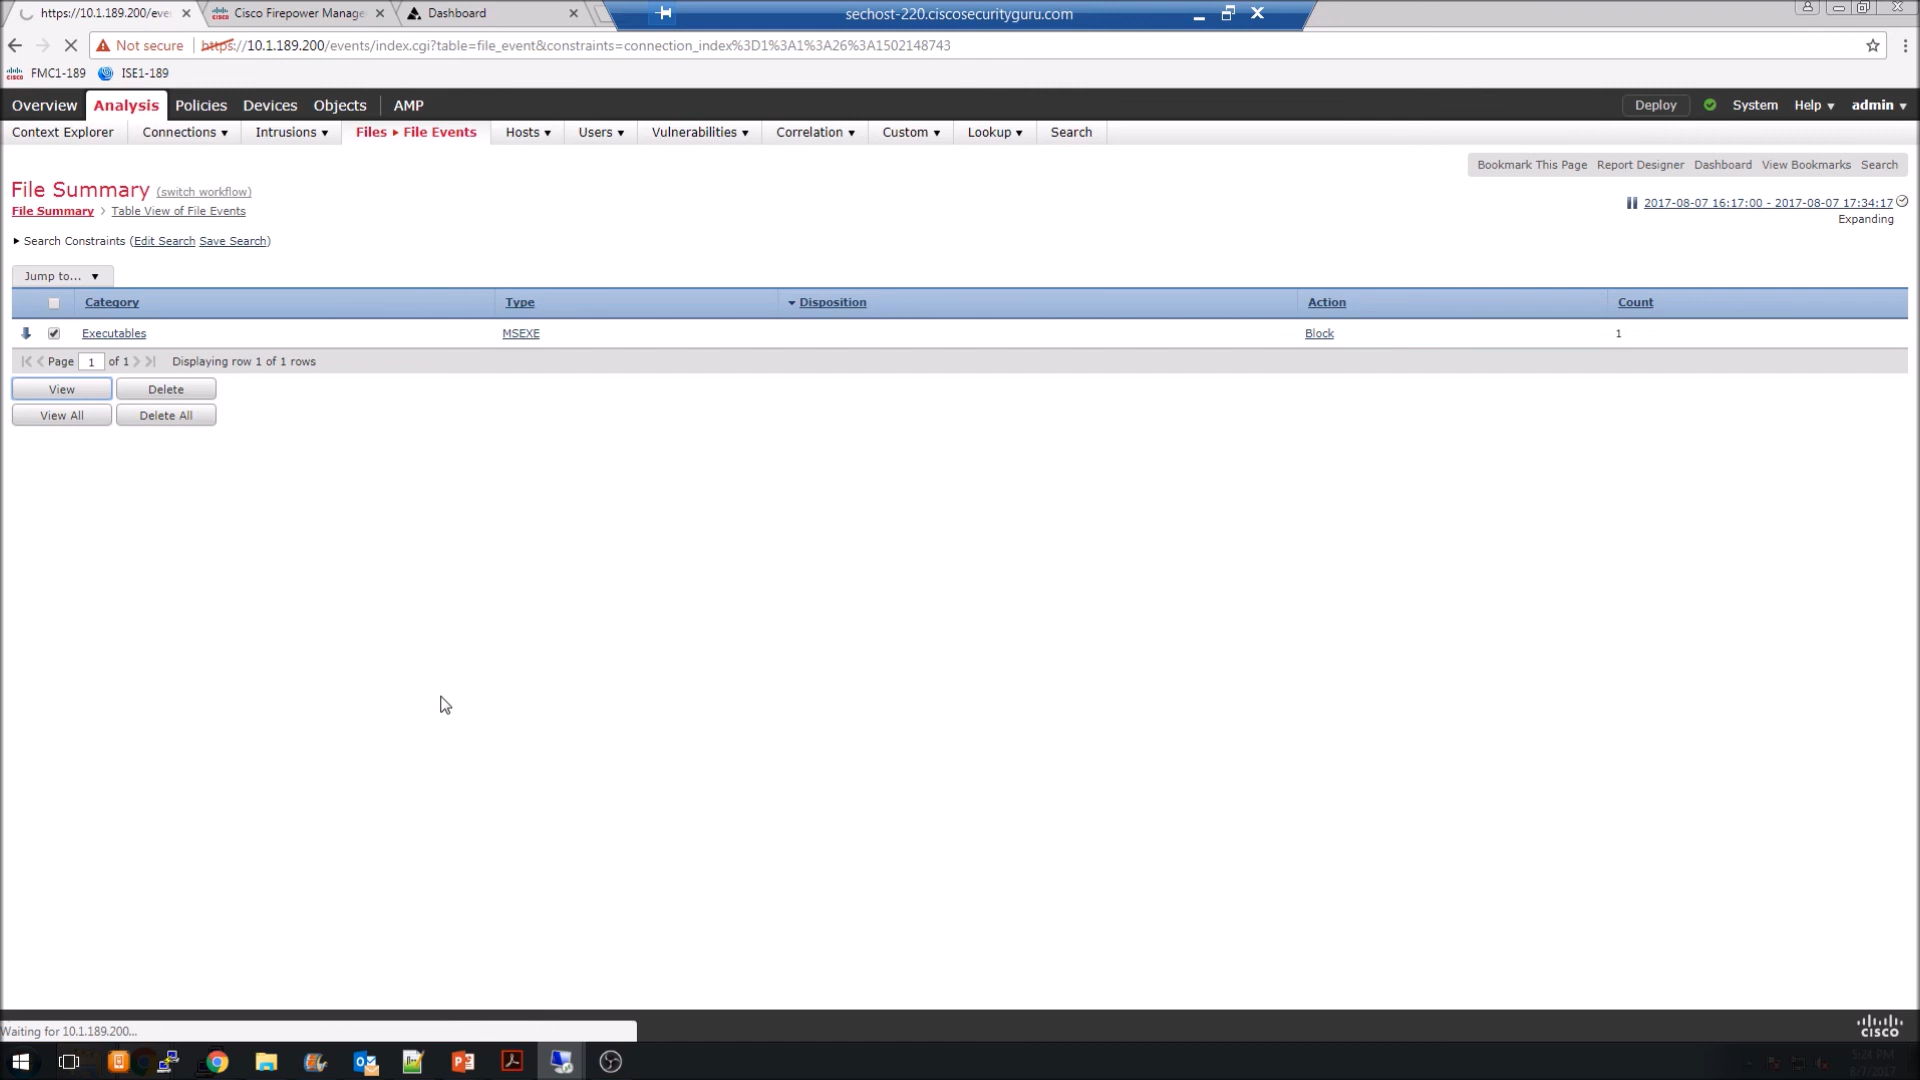 https://10.1.189.200/eve
Cisco Firepower Manage
Dashboard
sechost-220.ciscosecurityguru.com
Not secure
https://10.1.189.200/events/index.cgi?table=file_event&constraints=connection_index%3D1%3A1%3A26%3A1502148743
FMC1-189
ISE1-189
Overview
Analysis
Policies
Devices
Objects
AMP
Deploy
System
Help
admin
Context Explorer
Connections
Intrusions
Files ▸ File Events
Hosts
Users
Vulnerabilities
Correlation
Custom
Lookup
Search
Bookmark This Page Report Designer Dashboard View Bookmarks Search
File Summary (switch workflow)
2017-08-07 16:17:00 - 2017-08-07 17:34:17
Expanding
File Summary > Table View of File Events
Search Constraints (Edit Search Save Search)
Jump to...
Category
Type
Disposition
Action
Count
Executables
MSEXE
Block
1
Page 1 of 1
Displaying row 1 of 1 rows
View
Delete
View All
Delete All
Waiting for 10.1.189.200...
CISCO
5:24 PM
8/7/2017